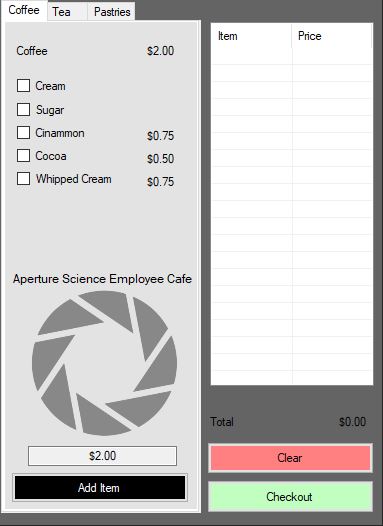 Coffee Tea Pastries
Coffee $2.00
Cream
Sugar
Cinammon $0.75
Cocoa $0.50
Whipped Cream $0.75
Aperture Science Employee Cafe
$2.00
Add Item
Item Price
Total $0.00
Clear
Checkout